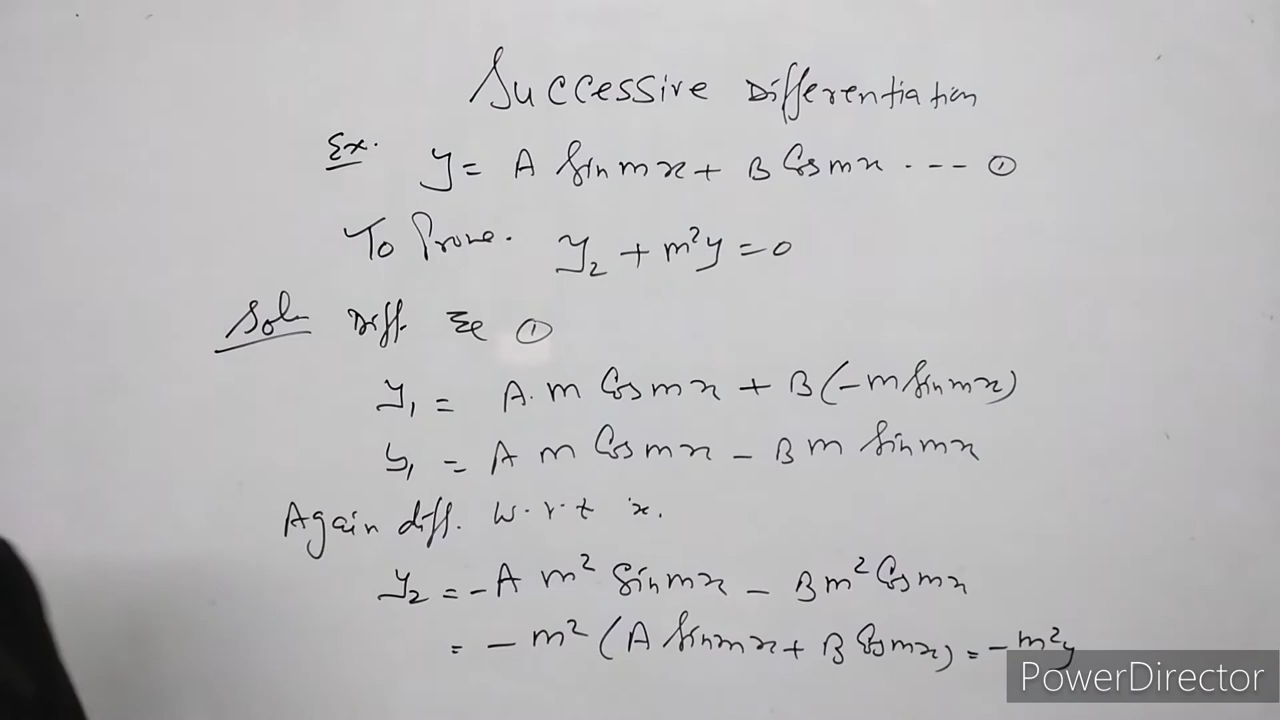 Successive Differentiation
Ex. y = A Sin mx + B Cos mx ---- ①
To Prove. y₂ + m²y = 0
Soln Diff. Eq ①
y₁ = A. m Cos mx + B (-m Sin mx)
y₁ = A m Cos mx - B m Sin mx
Again diff. w.r.t x.
y₂ = -A m² Sin mx - B m² Cos mx
= - m² (A Sin mx + B Cos mx) = - m²y
PowerDirector